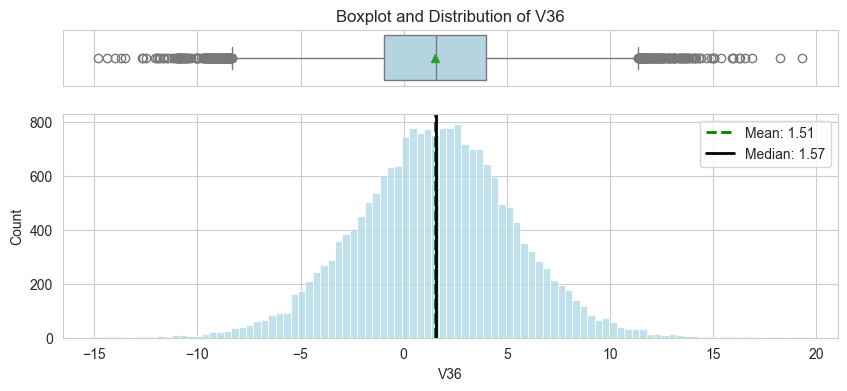 Boxplot and Distribution of V36
800
600
400
200
0
Count
Mean: 1.51
Median: 1.57
−15
−10
−5
0
5
10
15
20
V36